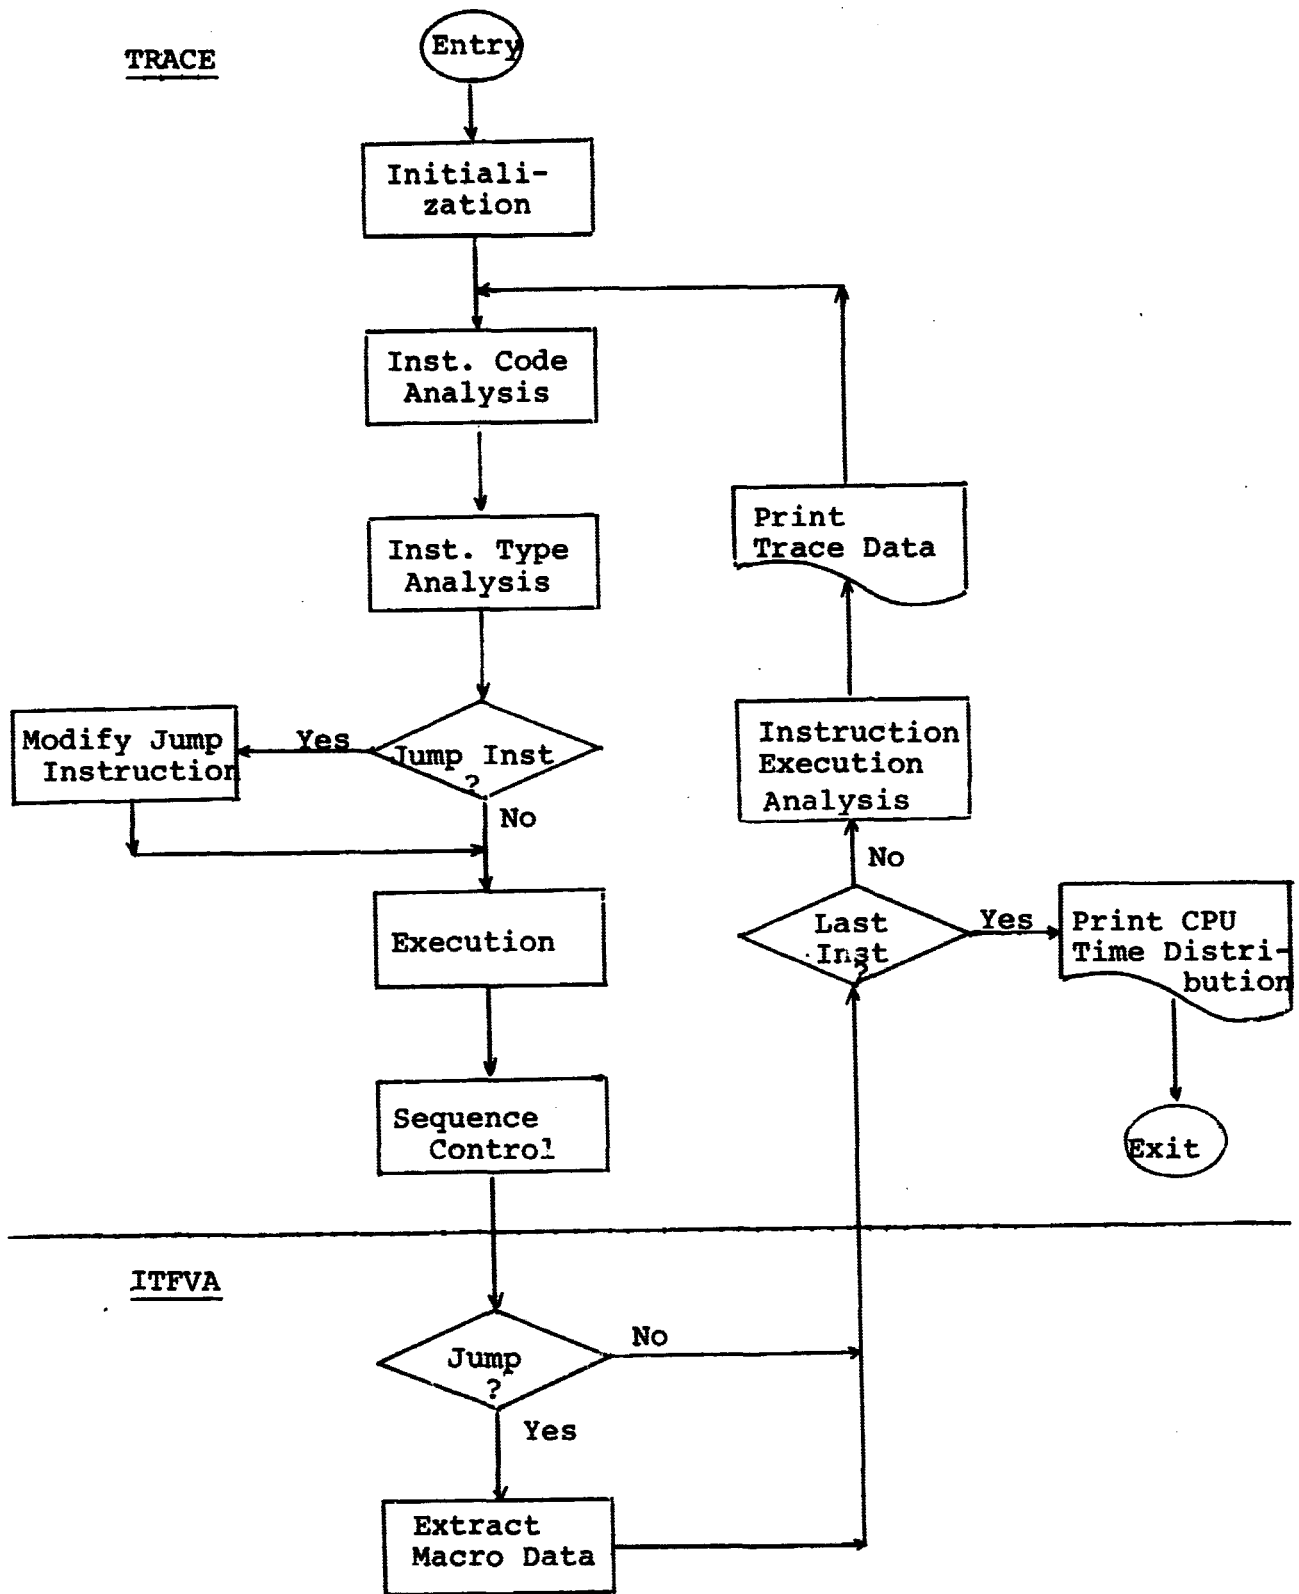 TRACE
Entry
Initiali-
zation
Inst. Code
Analysis
Inst. Type
Analysis
Jump Inst
?
Yes
Modify Jump
Instruction
No
Execution
Sequence
Control
Print
Trace Data
Instruction
Execution
Analysis
No
Last
Inst
?
Yes
Print CPU
Time Distri-
bution
Exit
ITFVA
Jump
?
No
Yes
Extract
Macro Data